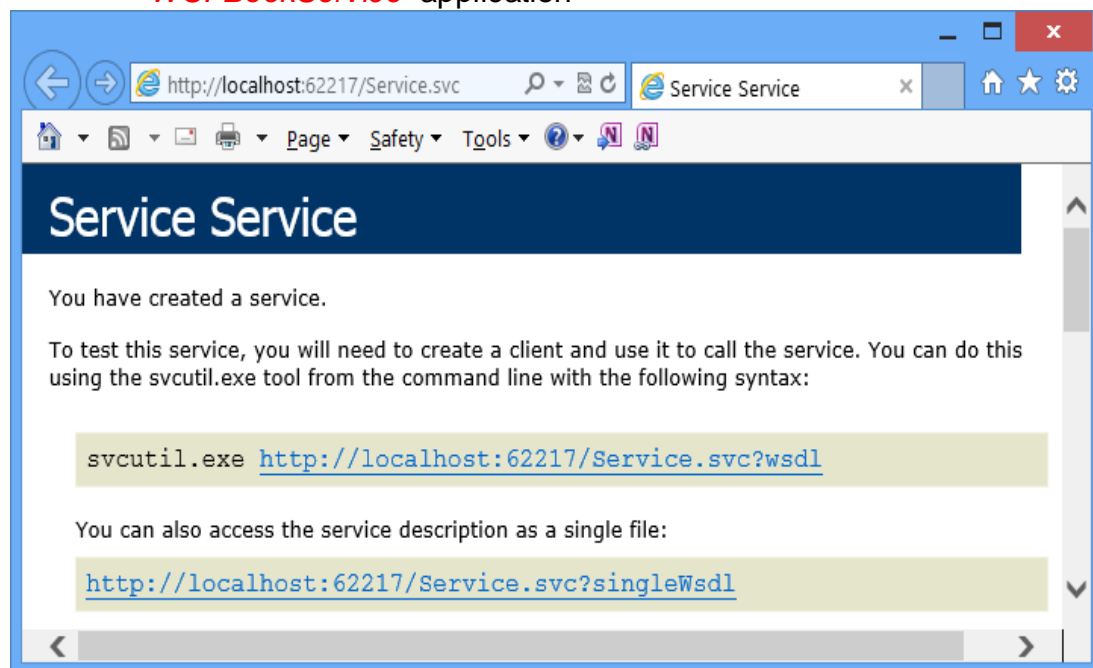 application
http://localhost:62217/Service.svc
Service Service
Page Safety Tools
Service Service
You have created a service.
To test this service, you will need to create a client and use it to call the service. You can do this
using the svcutil.exe tool from the command line with the following syntax:
svcutil.exe http://localhost:62217/Service.svc?wsdl
You can also access the service description as a single file:
http://localhost:62217/Service.svc?singleWsdl